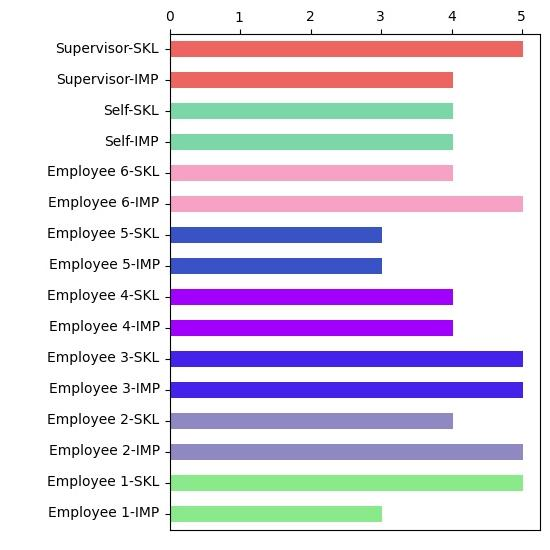 0 1 2 3 4 5
Supervisor-SKL
Supervisor-IMP
Self-SKL
Self-IMP
Employee 6-SKL
Employee 6-IMP
Employee 5-SKL
Employee 5-IMP
Employee 4-SKL
Employee 4-IMP
Employee 3-SKL
Employee 3-IMP
Employee 2-SKL
Employee 2-IMP
Employee 1-SKL
Employee 1-IMP